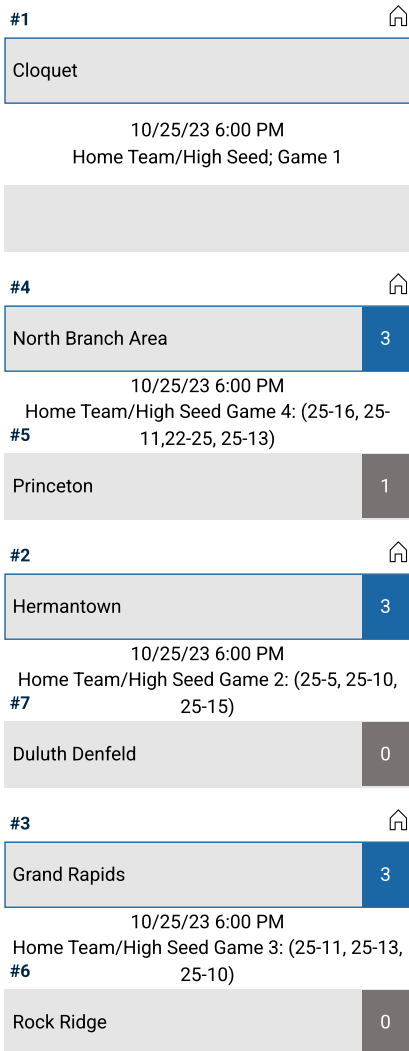 #1
Cloquet
10/25/23 6:00 PM
Home Team/High Seed; Game 1
#4
North Branch Area 3
10/25/23 6:00 PM
Home Team/High Seed Game 4: (25-16, 25-
11,22-25, 25-13)
#5
Princeton 1
#2
Hermantown 3
10/25/23 6:00 PM
Home Team/High Seed Game 2: (25-5, 25-10,
25-15)
#7
Duluth Denfeld 0
#3
Grand Rapids 3
10/25/23 6:00 PM
Home Team/High Seed Game 3: (25-11, 25-13,
25-10)
#6
Rock Ridge 0